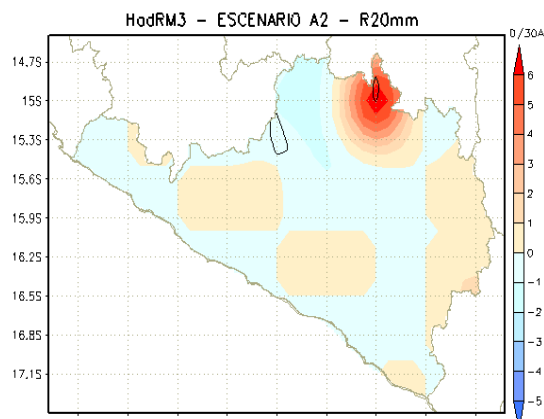 HadRM3 - ESCENARIO A2 - R20mm
D/30A
14.7S
15S
15.3S
15.6S
15.9S
16.2S
16.5S
16.8S
17.1S
6
5
4
3
2
1
0
-1
-2
-3
-4
-5